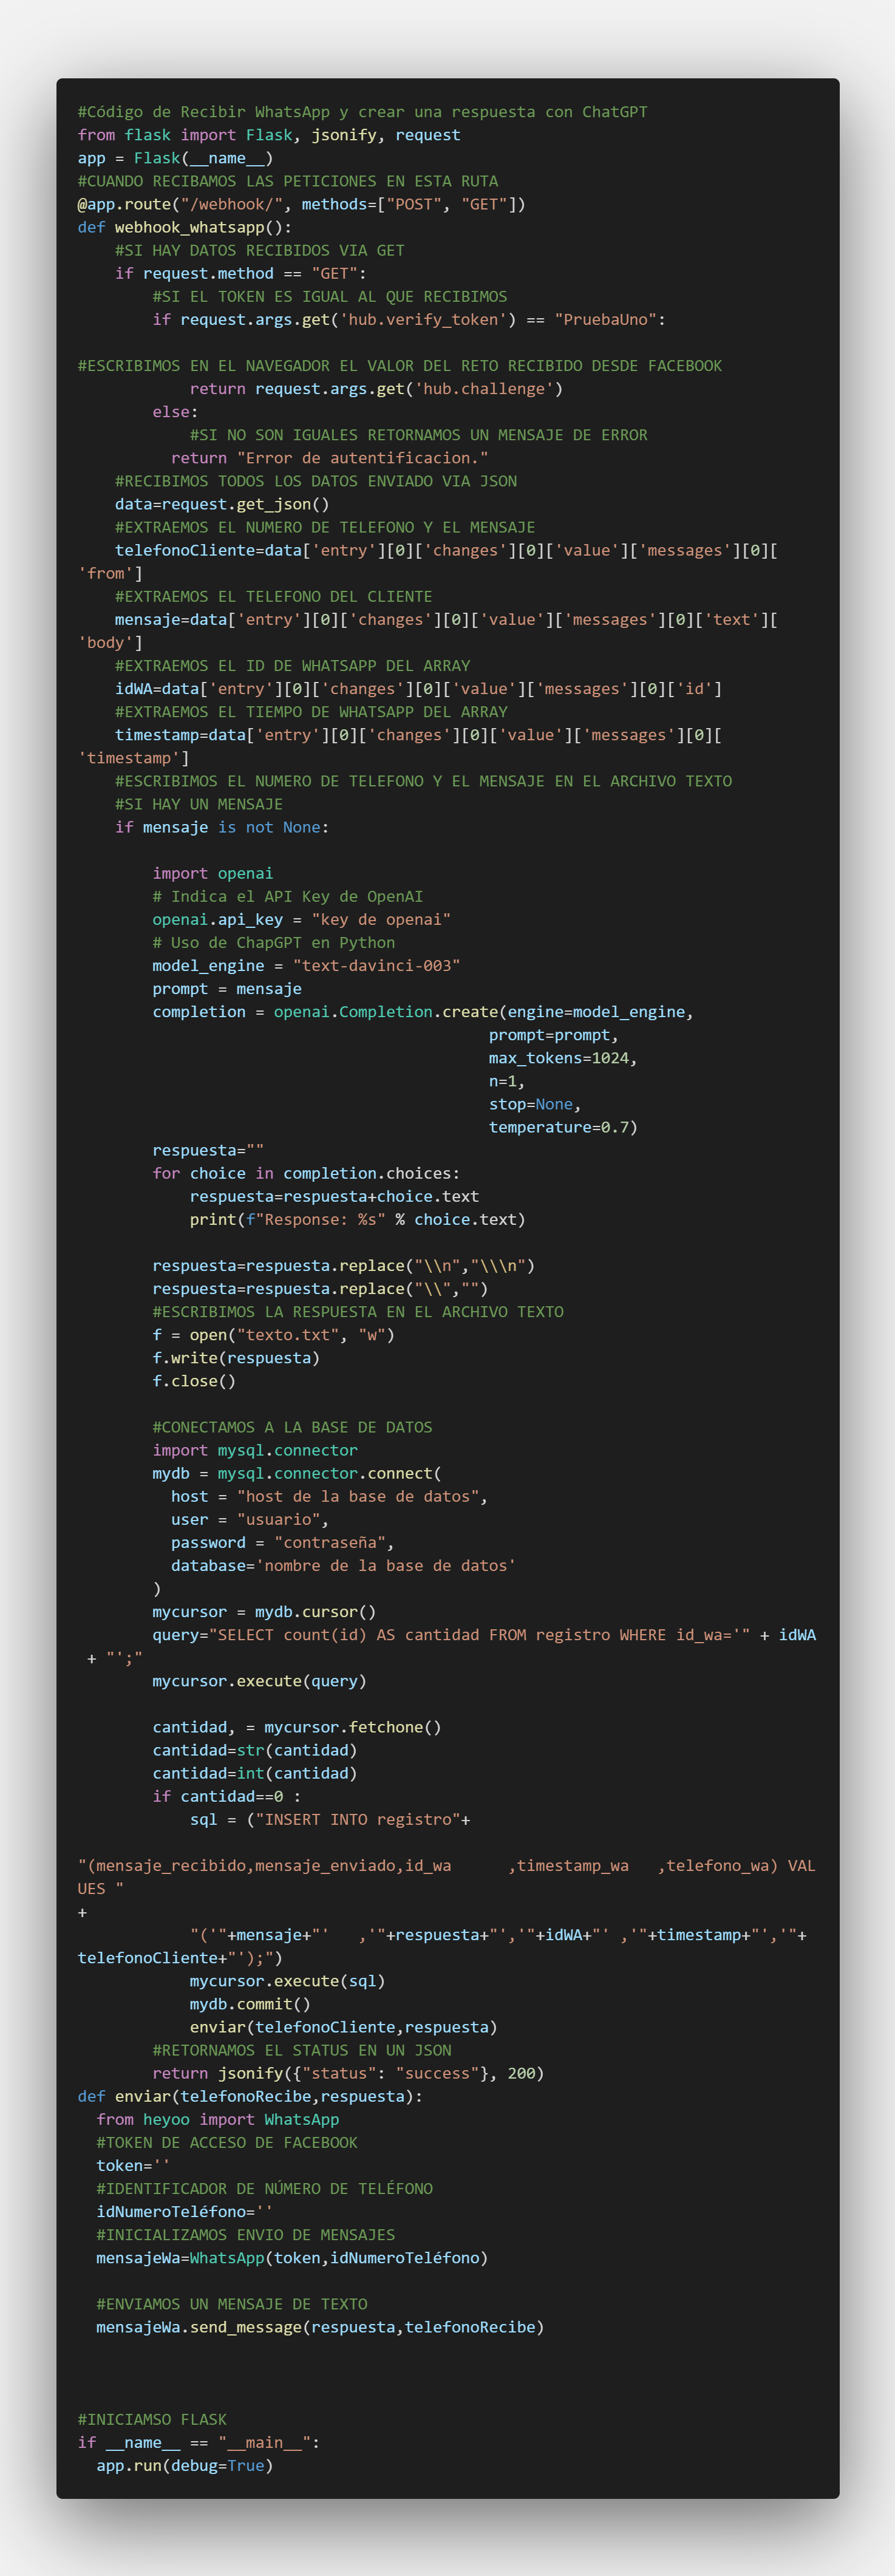 #Código de Recibir WhatsApp y crear una respuesta con ChatGPT
from flask import Flask, jsonify, request
app = Flask(__name__)
#CUANDO RECIBAMOS LAS PETICIONES EN ESTA RUTA
@app.route("/webhook/", methods=["POST", "GET"])
def webhook_whatsapp():
    #SI HAY DATOS RECIBIDOS VIA GET
    if request.method == "GET":
        #SI EL TOKEN ES IGUAL AL QUE RECIBIMOS
        if request.args.get('hub.verify_token') == "PruebaUno":

#ESCRIBIMOS EN EL NAVEGADOR EL VALOR DEL RETO RECIBIDO DESDE FACEBOOK
            return request.args.get('hub.challenge')
        else:
            #SI NO SON IGUALES RETORNAMOS UN MENSAJE DE ERROR
          return "Error de autentificacion."
    #RECIBIMOS TODOS LOS DATOS ENVIADO VIA JSON
    data=request.get_json()
    #EXTRAEMOS EL NUMERO DE TELEFONO Y EL MENSAJE
    telefonoCliente=data['entry'][0]['changes'][0]['value']['messages'][0][
'from']
    #EXTRAEMOS EL TELEFONO DEL CLIENTE
    mensaje=data['entry'][0]['changes'][0]['value']['messages'][0]['text'][
'body']
    #EXTRAEMOS EL ID DE WHATSAPP DEL ARRAY
    idWA=data['entry'][0]['changes'][0]['value']['messages'][0]['id']
    #EXTRAEMOS EL TIEMPO DE WHATSAPP DEL ARRAY
    timestamp=data['entry'][0]['changes'][0]['value']['messages'][0][
'timestamp']
    #ESCRIBIMOS EL NUMERO DE TELEFONO Y EL MENSAJE EN EL ARCHIVO TEXTO
    #SI HAY UN MENSAJE
    if mensaje is not None:

        import openai
        # Indica el API Key de OpenAI
        openai.api_key = "key de openai"
        # Uso de ChapGPT en Python
        model_engine = "text-davinci-003"
        prompt = mensaje
        completion = openai.Completion.create(engine=model_engine,
                                            prompt=prompt,
                                            max_tokens=1024,
                                            n=1,
                                            stop=None,
                                            temperature=0.7)
        respuesta=""
        for choice in completion.choices:
            respuesta=respuesta+choice.text
            print(f"Response: %s" % choice.text)

        respuesta=respuesta.replace("\\n","\\\n")
        respuesta=respuesta.replace("\\","")
        #ESCRIBIMOS LA RESPUESTA EN EL ARCHIVO TEXTO
        f = open("texto.txt", "w")
        f.write(respuesta)
        f.close()

        #CONECTAMOS A LA BASE DE DATOS
        import mysql.connector
        mydb = mysql.connector.connect(
          host = "host de la base de datos",
          user = "usuario",
          password = "contraseña",
          database='nombre de la base de datos'
        )
        mycursor = mydb.cursor()
        query="SELECT count(id) AS cantidad FROM registro WHERE id_wa='" + idWA
 + "';"
        mycursor.execute(query)

        cantidad, = mycursor.fetchone()
        cantidad=str(cantidad)
        cantidad=int(cantidad)
        if cantidad==0 :
            sql = ("INSERT INTO registro"+

"(mensaje_recibido,mensaje_enviado,id_wa      ,timestamp_wa   ,telefono_wa) VAL
UES "
+
            "('"+mensaje+"'   ,'"+respuesta+"','"+idWA+"' ,'"+timestamp+"','"+
telefonoCliente+"');")
            mycursor.execute(sql)
            mydb.commit()
            enviar(telefonoCliente,respuesta)
        #RETORNAMOS EL STATUS EN UN JSON
        return jsonify({"status": "success"}, 200)
def enviar(telefonoRecibe,respuesta):
  from heyoo import WhatsApp
  #TOKEN DE ACCESO DE FACEBOOK
  token=''
  #IDENTIFICADOR DE NÚMERO DE TELÉFONO
  idNumeroTeléfono=''
  #INICIALIZAMOS ENVIO DE MENSAJES
  mensajeWa=WhatsApp(token,idNumeroTeléfono)

  #ENVIAMOS UN MENSAJE DE TEXTO
  mensajeWa.send_message(respuesta,telefonoRecibe)

#INICIAMSO FLASK
if __name__ == "__main__":
  app.run(debug=True)